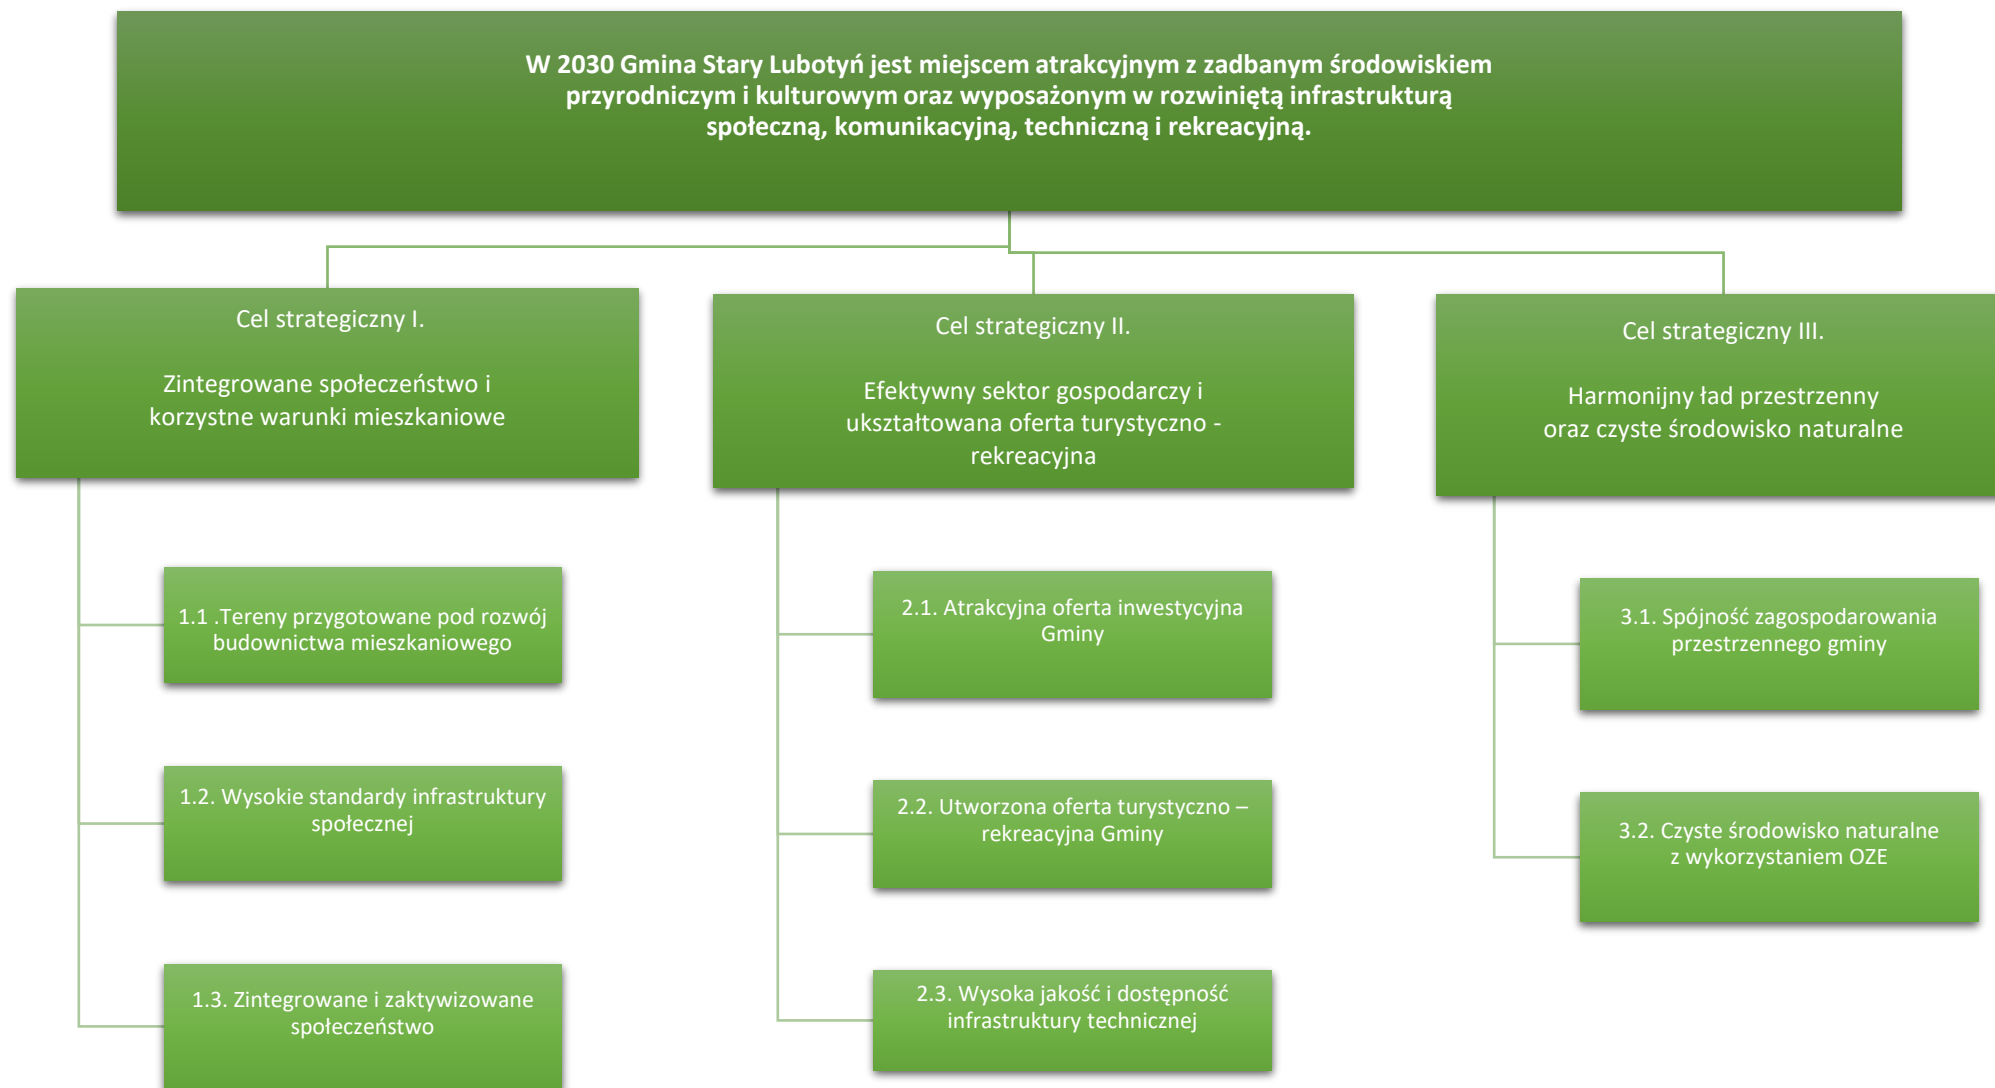 W 2030 Gmina Stary Lubotyń jest miejscem atrakcyjnym z zadbanym środowiskiem
przyrodniczym i kulturowym oraz wyposażonym w rozwiniętą infrastrukturą
społeczną, komunikacyjną, techniczną i rekreacyjną.
Cel strategiczny I.
Zintegrowane społeczeństwo i
korzystne warunki mieszkaniowe
1.1 .Tereny przygotowane pod rozwój
budownictwa mieszkaniowego
1.2. Wysokie standardy infrastruktury
społecznej
1.3. Zintegrowane i zaktywizowane
społeczeństwo
Cel strategiczny II.
Efektywny sektor gospodarczy i
ukształtowana oferta turystyczno -
rekreacyjna
2.1. Atrakcyjna oferta inwestycyjna
Gminy
2.2. Utworzona oferta turystyczno –
rekreacyjna Gminy
2.3. Wysoka jakość i dostępność
infrastruktury technicznej
Cel strategiczny III.
Harmonijny ład przestrzenny
oraz czyste środowisko naturalne
3.1. Spójność zagospodarowania
przestrzennego gminy
3.2. Czyste środowisko naturalne
z wykorzystaniem OZE